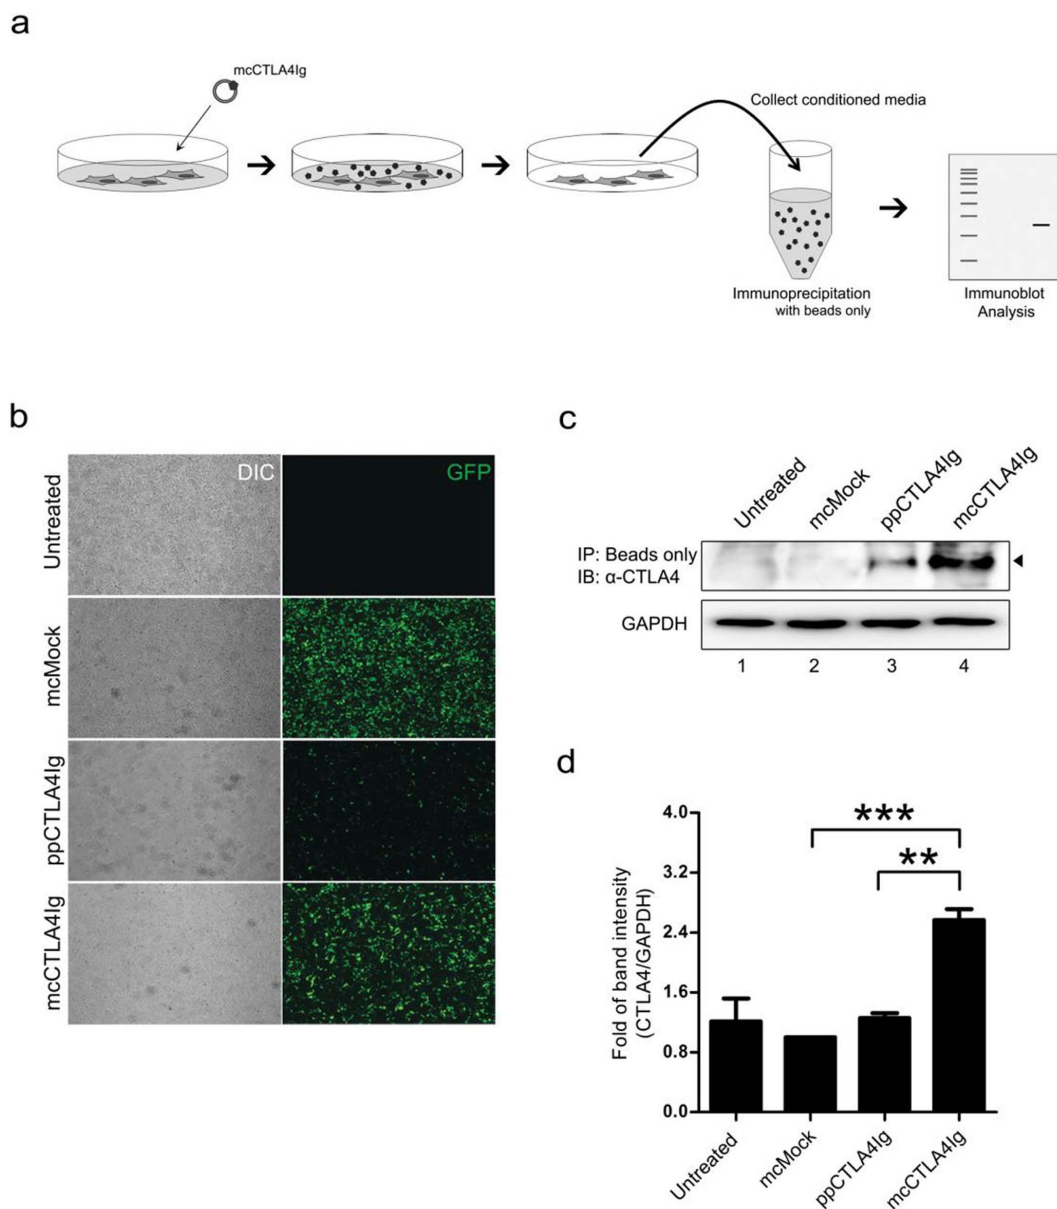 a
mcCTLA4Ig
Collect conditioned media
Immunoprecipitation
with beads only
Immunoblot
Analysis
b
DIC
GFP
Untreated
mcMock
ppCTLA4Ig
mcCTLA4Ig
c
Untreated
mcMock
ppCTLA4Ig
mcCTLA4Ig
IP: Beads only
IB: α-CTLA4
GAPDH
1 2 3 4
d
Fold of band intensity
(CTLA4/GAPDH)
4.0
3.2
2.4
1.6
0.8
0.0
***
**
Untreated
mcMock
ppCTLA4Ig
mcCTLA4Ig